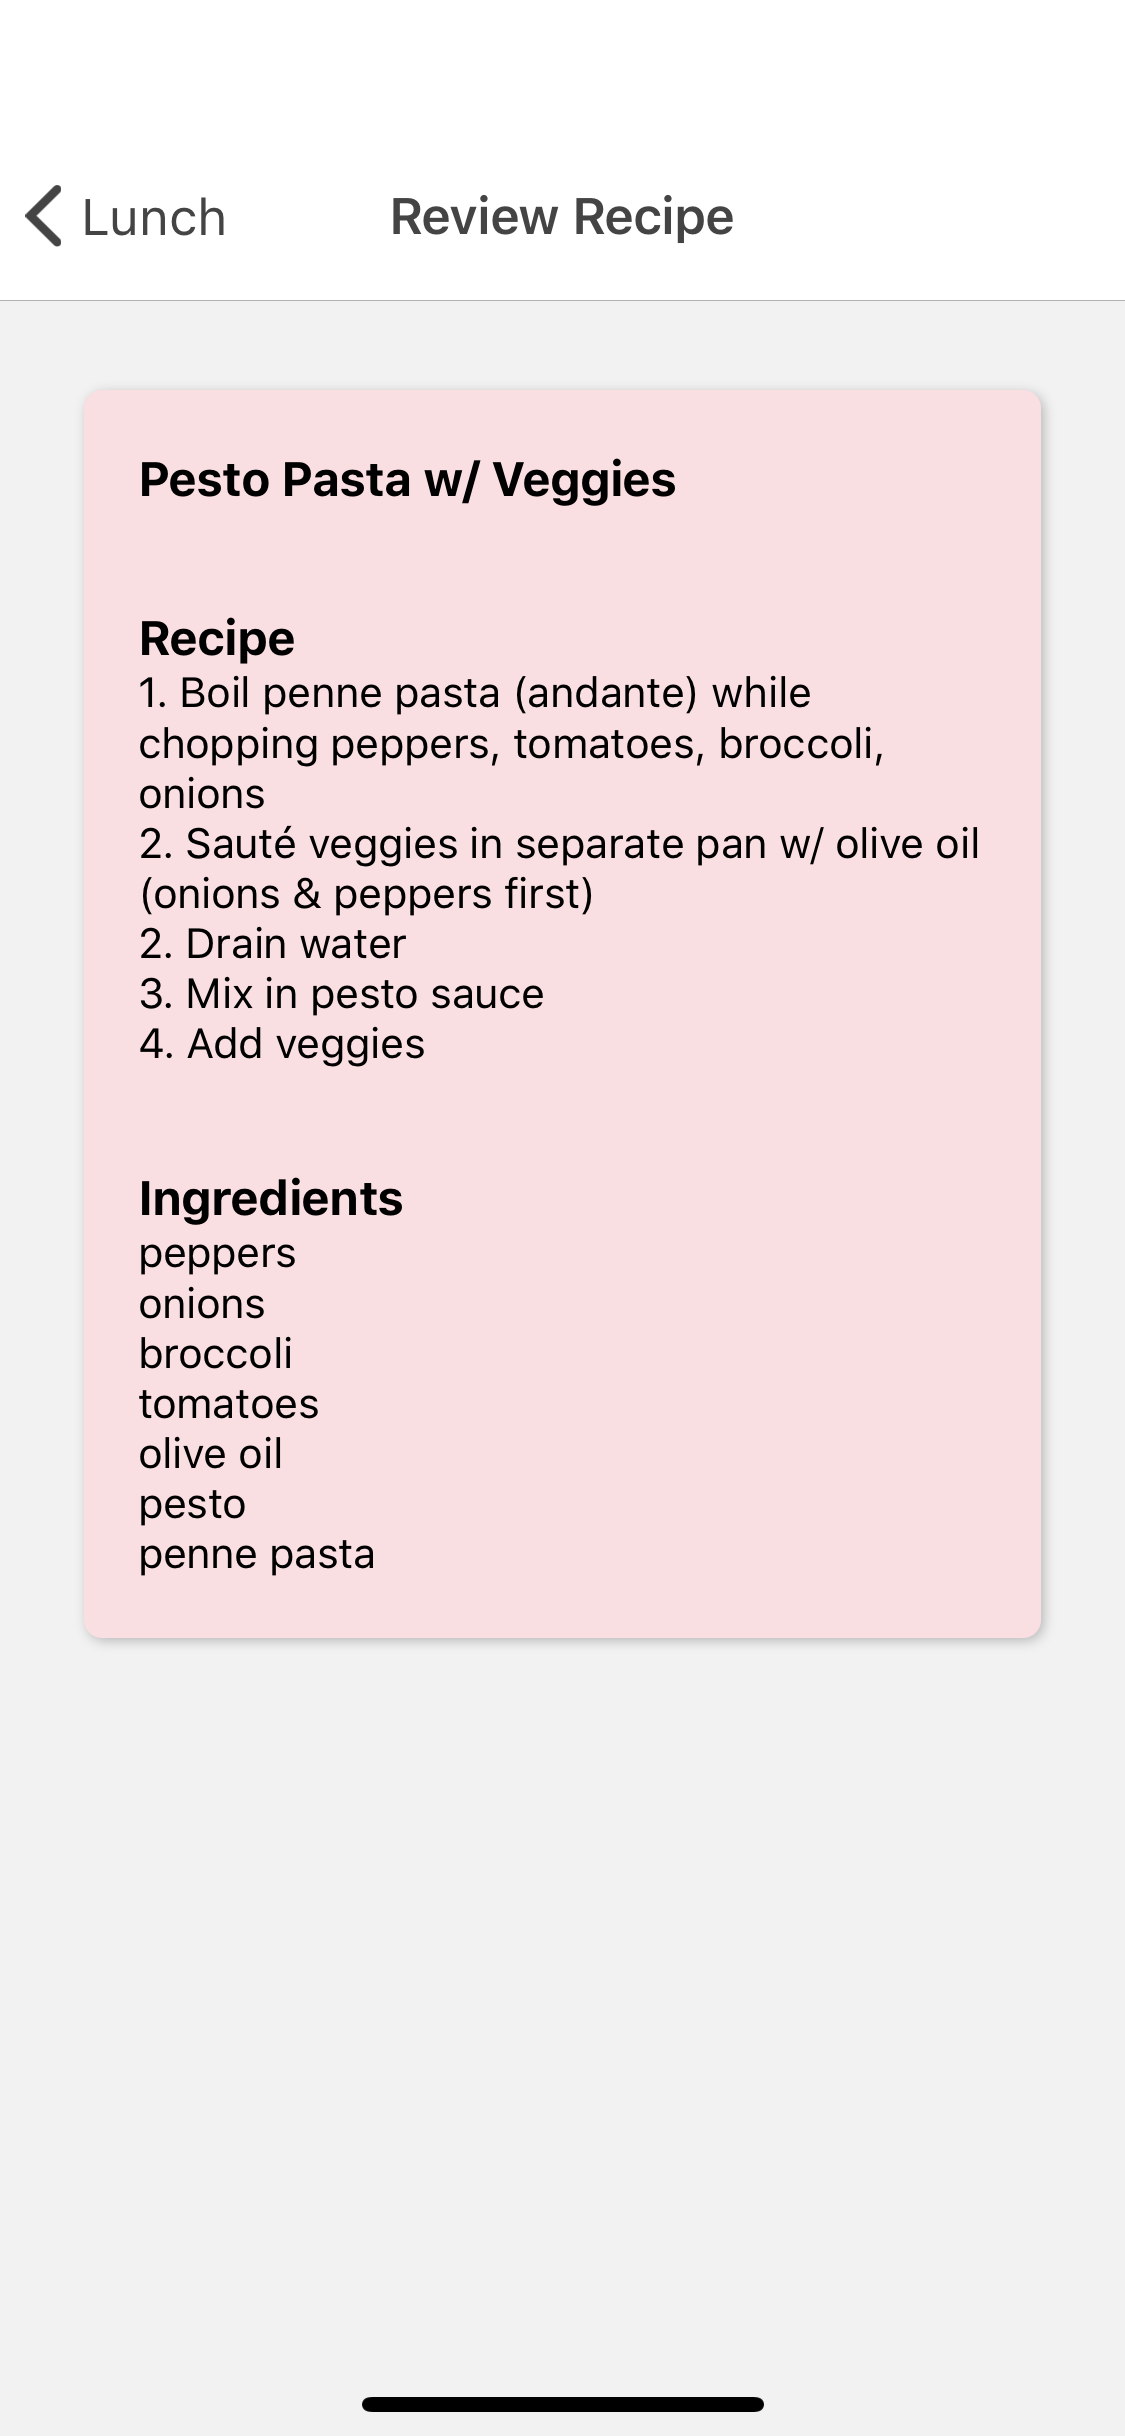 Lunch
Review Recipe
Pesto Pasta w/ Veggies
Recipe
1. Boil penne pasta (andante) while
chopping peppers, tomatoes, broccoli,
onions
2. Sauté veggies in separate pan w/ olive oil
(onions & peppers first)
2. Drain water
3. Mix in pesto sauce
4. Add veggies
Ingredients
peppers
onions
broccoli
tomatoes
olive oil
pesto
penne pasta